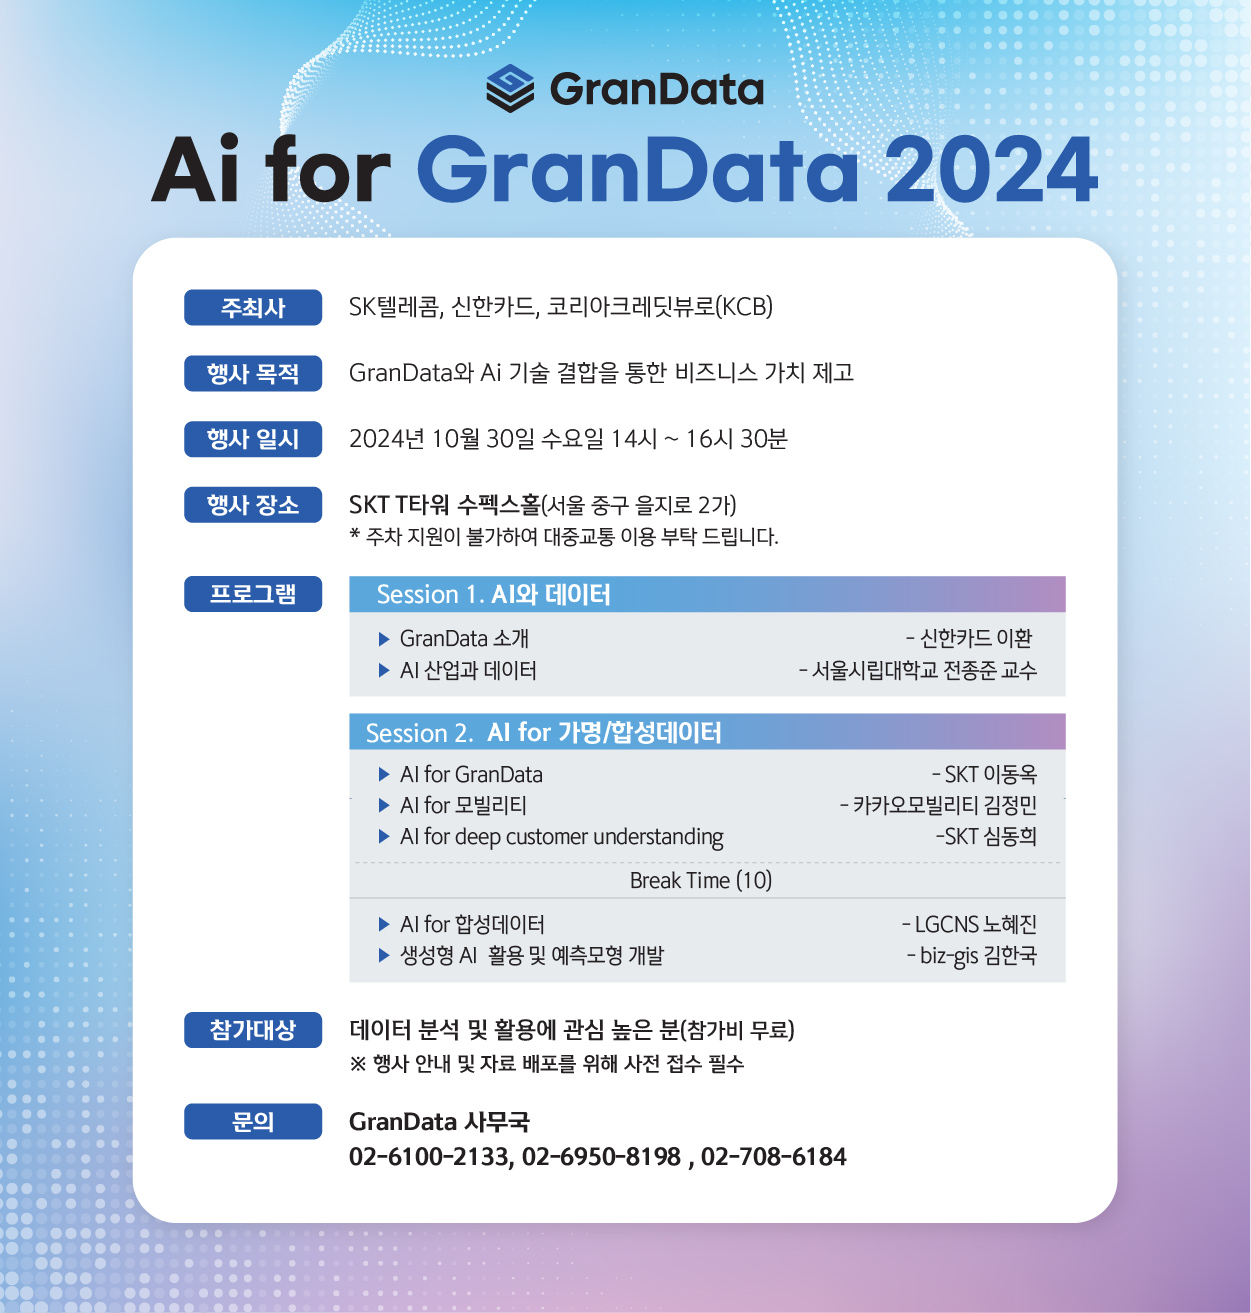 GranData
Ai for GranData 2024
주최사
SK텔레콤, 신한카드, 코리아크레딧뷰로(KCB)
행사 목적
GranData와 Ai 기술 결합을 통한 비즈니스 가치 제고
행사 일시
2024년 10월 30일 수요일 14시 ~ 16시 30분
행사 장소
SKT T타워 수펙스홀(서울 중구 을지로 2가)
* 주차 지원이 불가하여 대중교통 이용 부탁 드립니다.
프로그램
Session 1. AI와 데이터
▶ GranData 소개 - 신한카드 이환
▶ AI 산업과 데이터 - 서울시립대학교 전종준 교수
Session 2. AI for 가명/합성데이터
▶ AI for GranData - SKT 이동옥
▶ AI for 모빌리티 - 카카오모빌리티 김정민
▶ AI for deep customer understanding -SKT 심동희
Break Time (10)
▶ AI for 합성데이터 - LGCNS 노혜진
▶ 생성형 AI 활용 및 예측모형 개발 - biz-gis 김한국
참가대상
데이터 분석 및 활용에 관심 높은 분(참가비 무료)
※ 행사 안내 및 자료 배포를 위해 사전 접수 필수
문의
GranData 사무국
02-6100-2133, 02-6950-8198 , 02-708-6184